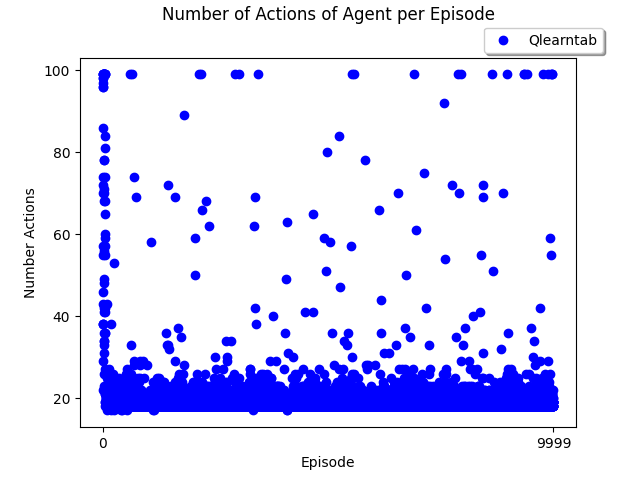 Number of Actions of Agent per Episode
Qlearntab
100
80
60
40
20
Number Actions
0
9999
Episode